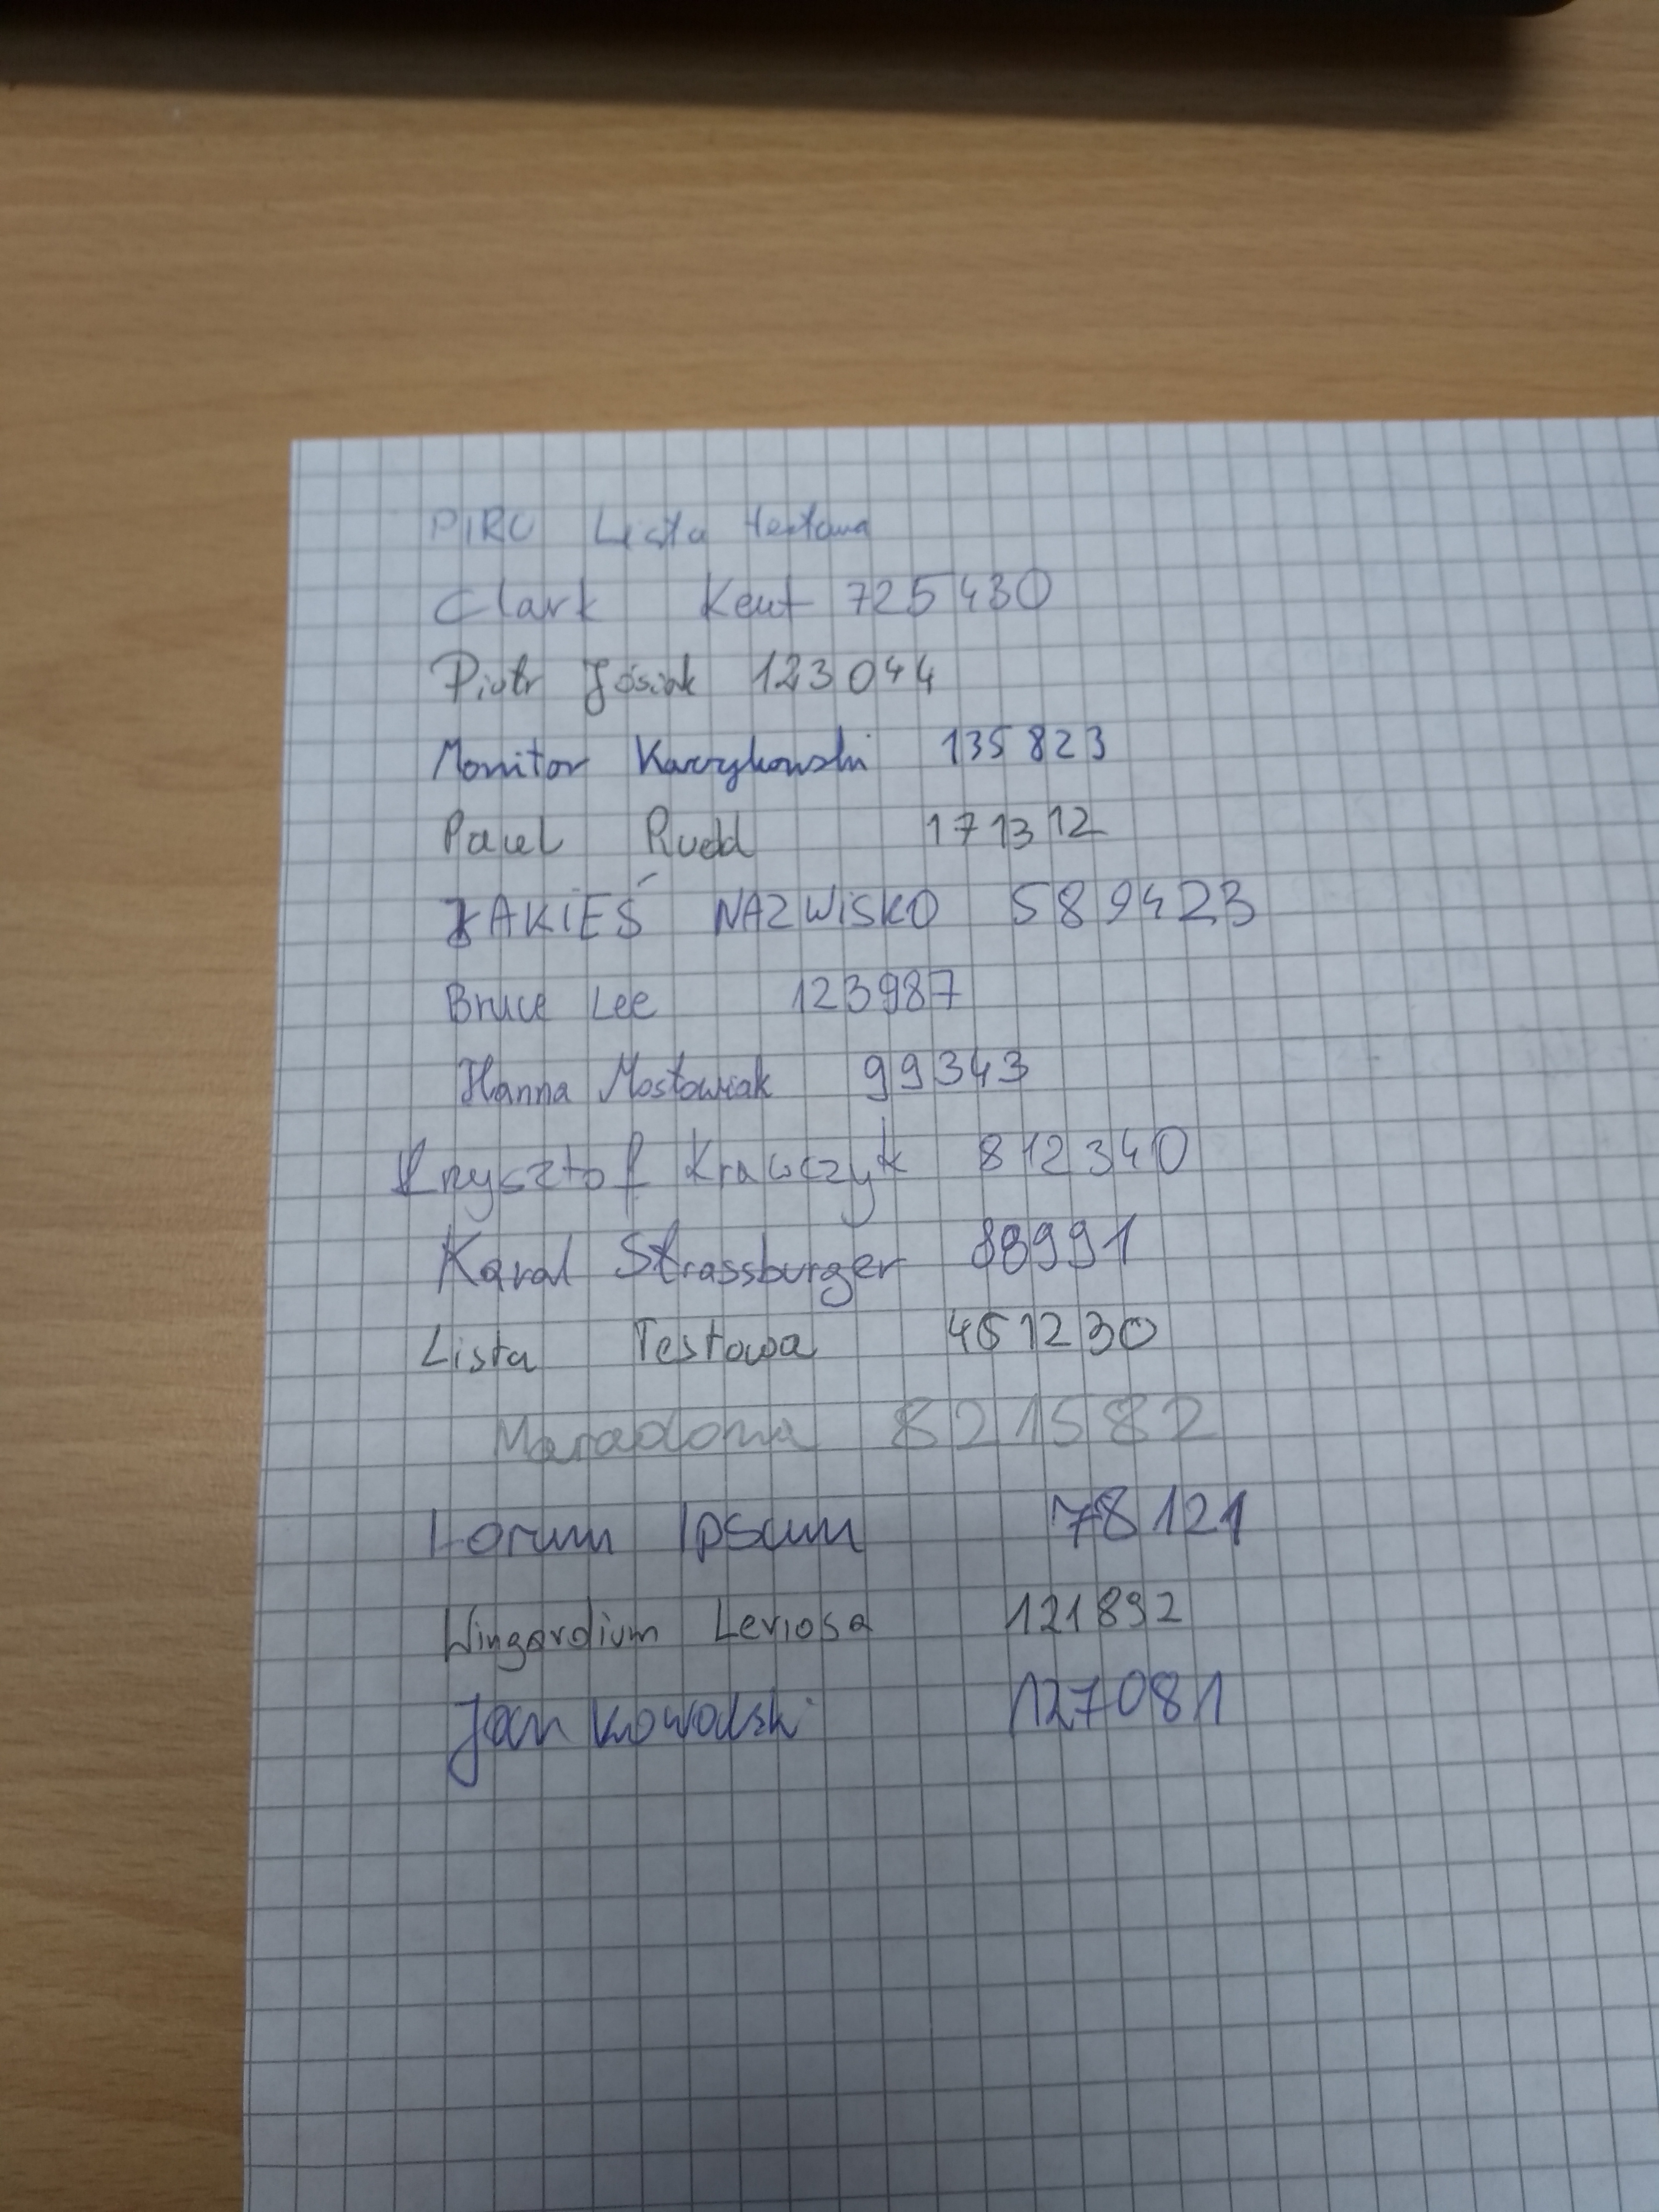 PIRO Lista testowa
Clark Kent 725430
Piotr Jósiak 123044
Monitor 135823
Paweł Rudd 171312
JAKIEŚ NAZWISKO 589423
Bruce Lee 123987
Hanna Mostowiak 99343
Krzysztof Krawczyk 812340
Karol Strassburger 88991
Lista Testowa 451230
Maradona 821582
Lorum Ipsum 78121
Wingardium Leviosa 121892
Jan Kowalski 127081